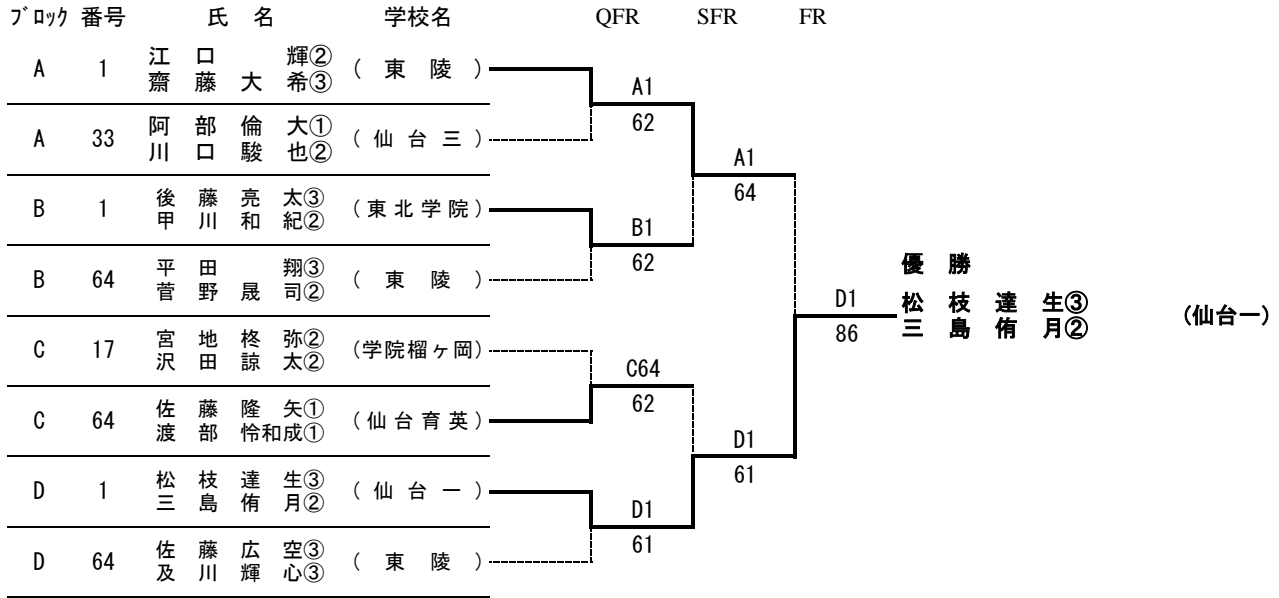 ﾌﾞﾛｯｸ 番号 氏 名 学校名 QFR SFR FR
A 1 江口 輝② (東陵)
齋藤大希③
A1
62
A 33 阿部倫大① (仙台三)
川口駿也②
A1
64
B 1 後藤亮太③ (東北学院)
甲川和紀②
B1
62
B 64 平田 翔③ (東陵)
菅野晟司②
優 勝
D1
86
松枝達生③ (仙台一)
三島侑月②
C 17 宮地柊弥② (学院榴ヶ岡)
沢田諒太②
C64
62
C 64 佐藤隆矢① (仙台育英)
渡部怜和成①
D1
61
D 1 松枝達生③ (仙台一)
三島侑月②
D1
61
D 64 佐藤広空③ (東陵)
及川輝心③